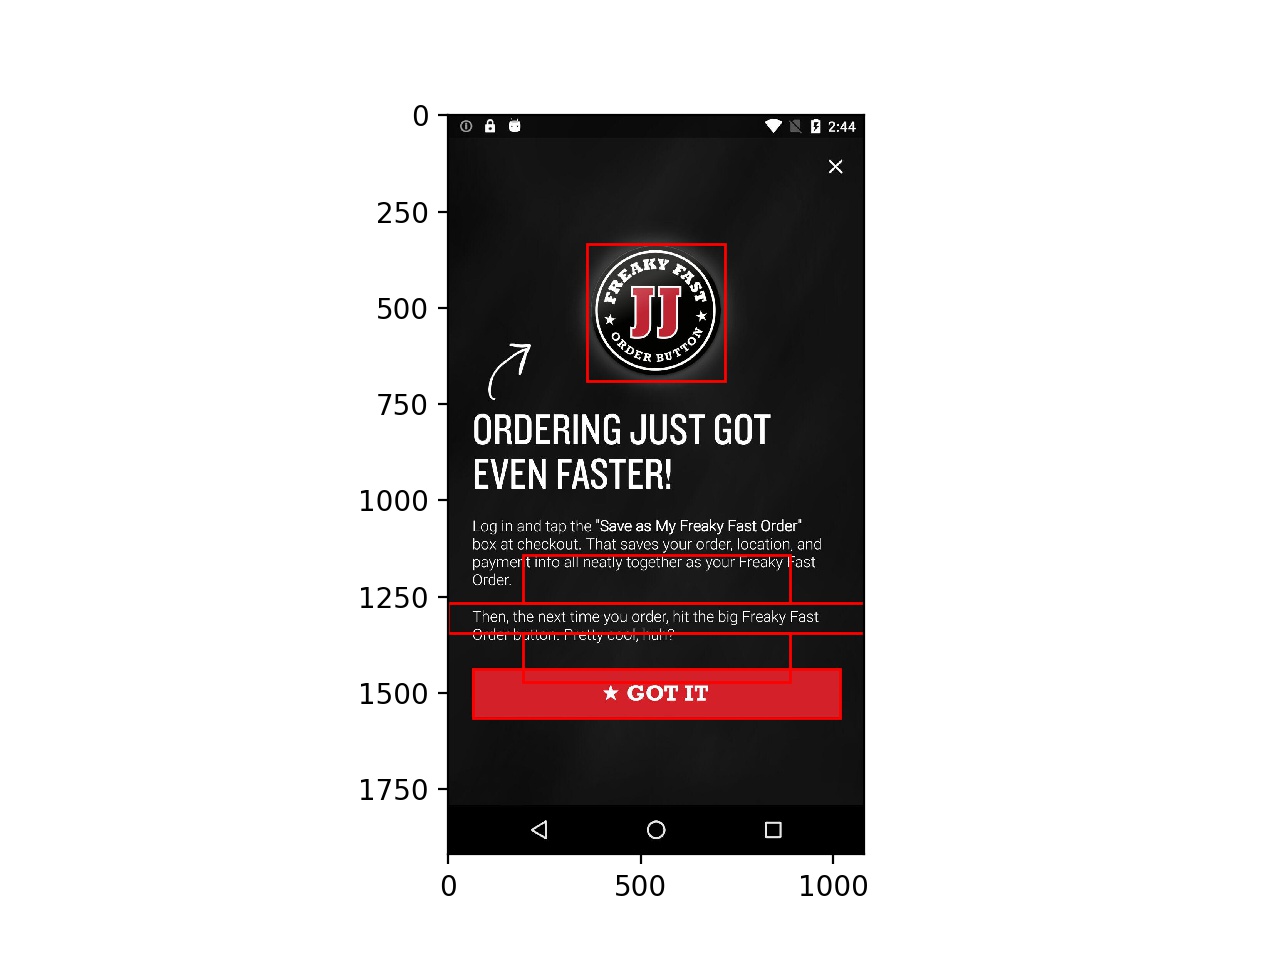 0
2:44
250
FREAKY FAST
500
JJ
ORDER BUTTON
750
ORDERING JUST GOT
EVEN FASTER!
1000
Log in and tap the "Save as My Freaky Fast Order"
box at checkout. That saves your order, location, and
payment info all neatly together as your Freaky Fast
Order.
1250
Then, the next time you order, hit the big Freaky Fast
Order button. Pretty cool, huh?
1500
GOT IT
1750
0
500
1000